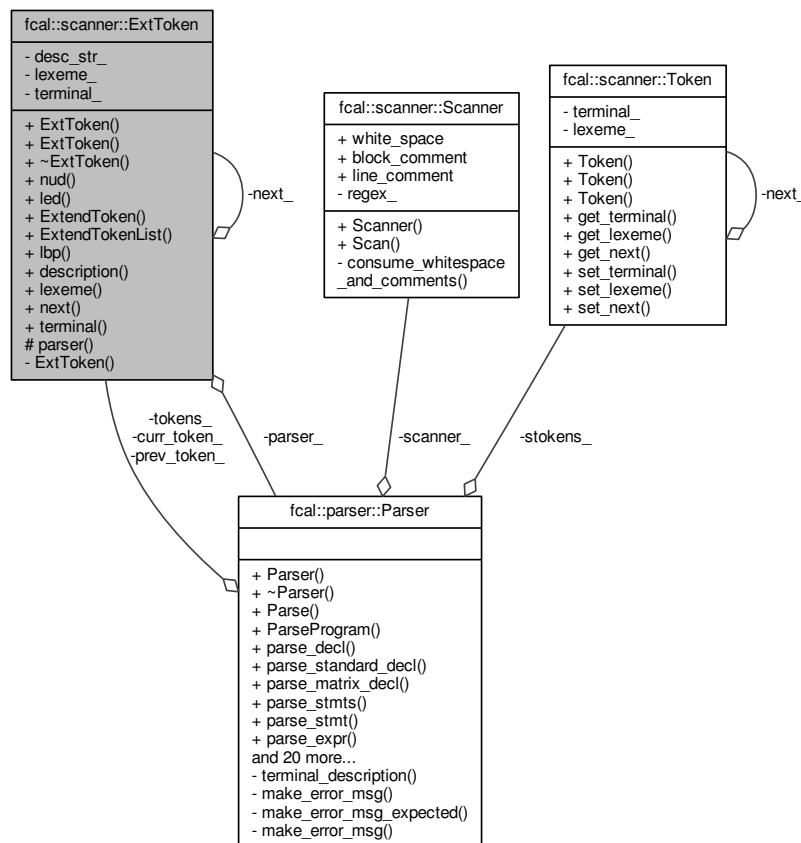 fcal::scanner::ExtToken
- desc_str_
- lexeme_
- terminal_
+ ExtToken()
+ ExtToken()
+ ~ExtToken()
+ nud()
+ led()
+ ExtendToken()
+ ExtendTokenList()
+ lbp()
+ description()
+ lexeme()
+ next()
+ terminal()
# parser()
- ExtToken()
-next_
fcal::scanner::Scanner
+ white_space
+ block_comment
+ line_comment
- regex_
+ Scanner()
+ Scan()
- consume_whitespace
_and_comments()
fcal::scanner::Token
- terminal_
- lexeme_
+ Token()
+ Token()
+ Token()
+ get_terminal()
+ get_lexeme()
+ get_next()
+ set_terminal()
+ set_lexeme()
+ set_next()
-next_
-tokens_
-curr_token_
-prev_token_
-parser_
-scanner_
-stokens_
fcal::parser::Parser
+ Parser()
+ ~Parser()
+ Parse()
+ ParseProgram()
+ parse_decl()
+ parse_standard_decl()
+ parse_matrix_decl()
+ parse_stmts()
+ parse_stmt()
+ parse_expr()
and 20 more...
- terminal_description()
- make_error_msg()
- make_error_msg_expected()
- make_error_msg()